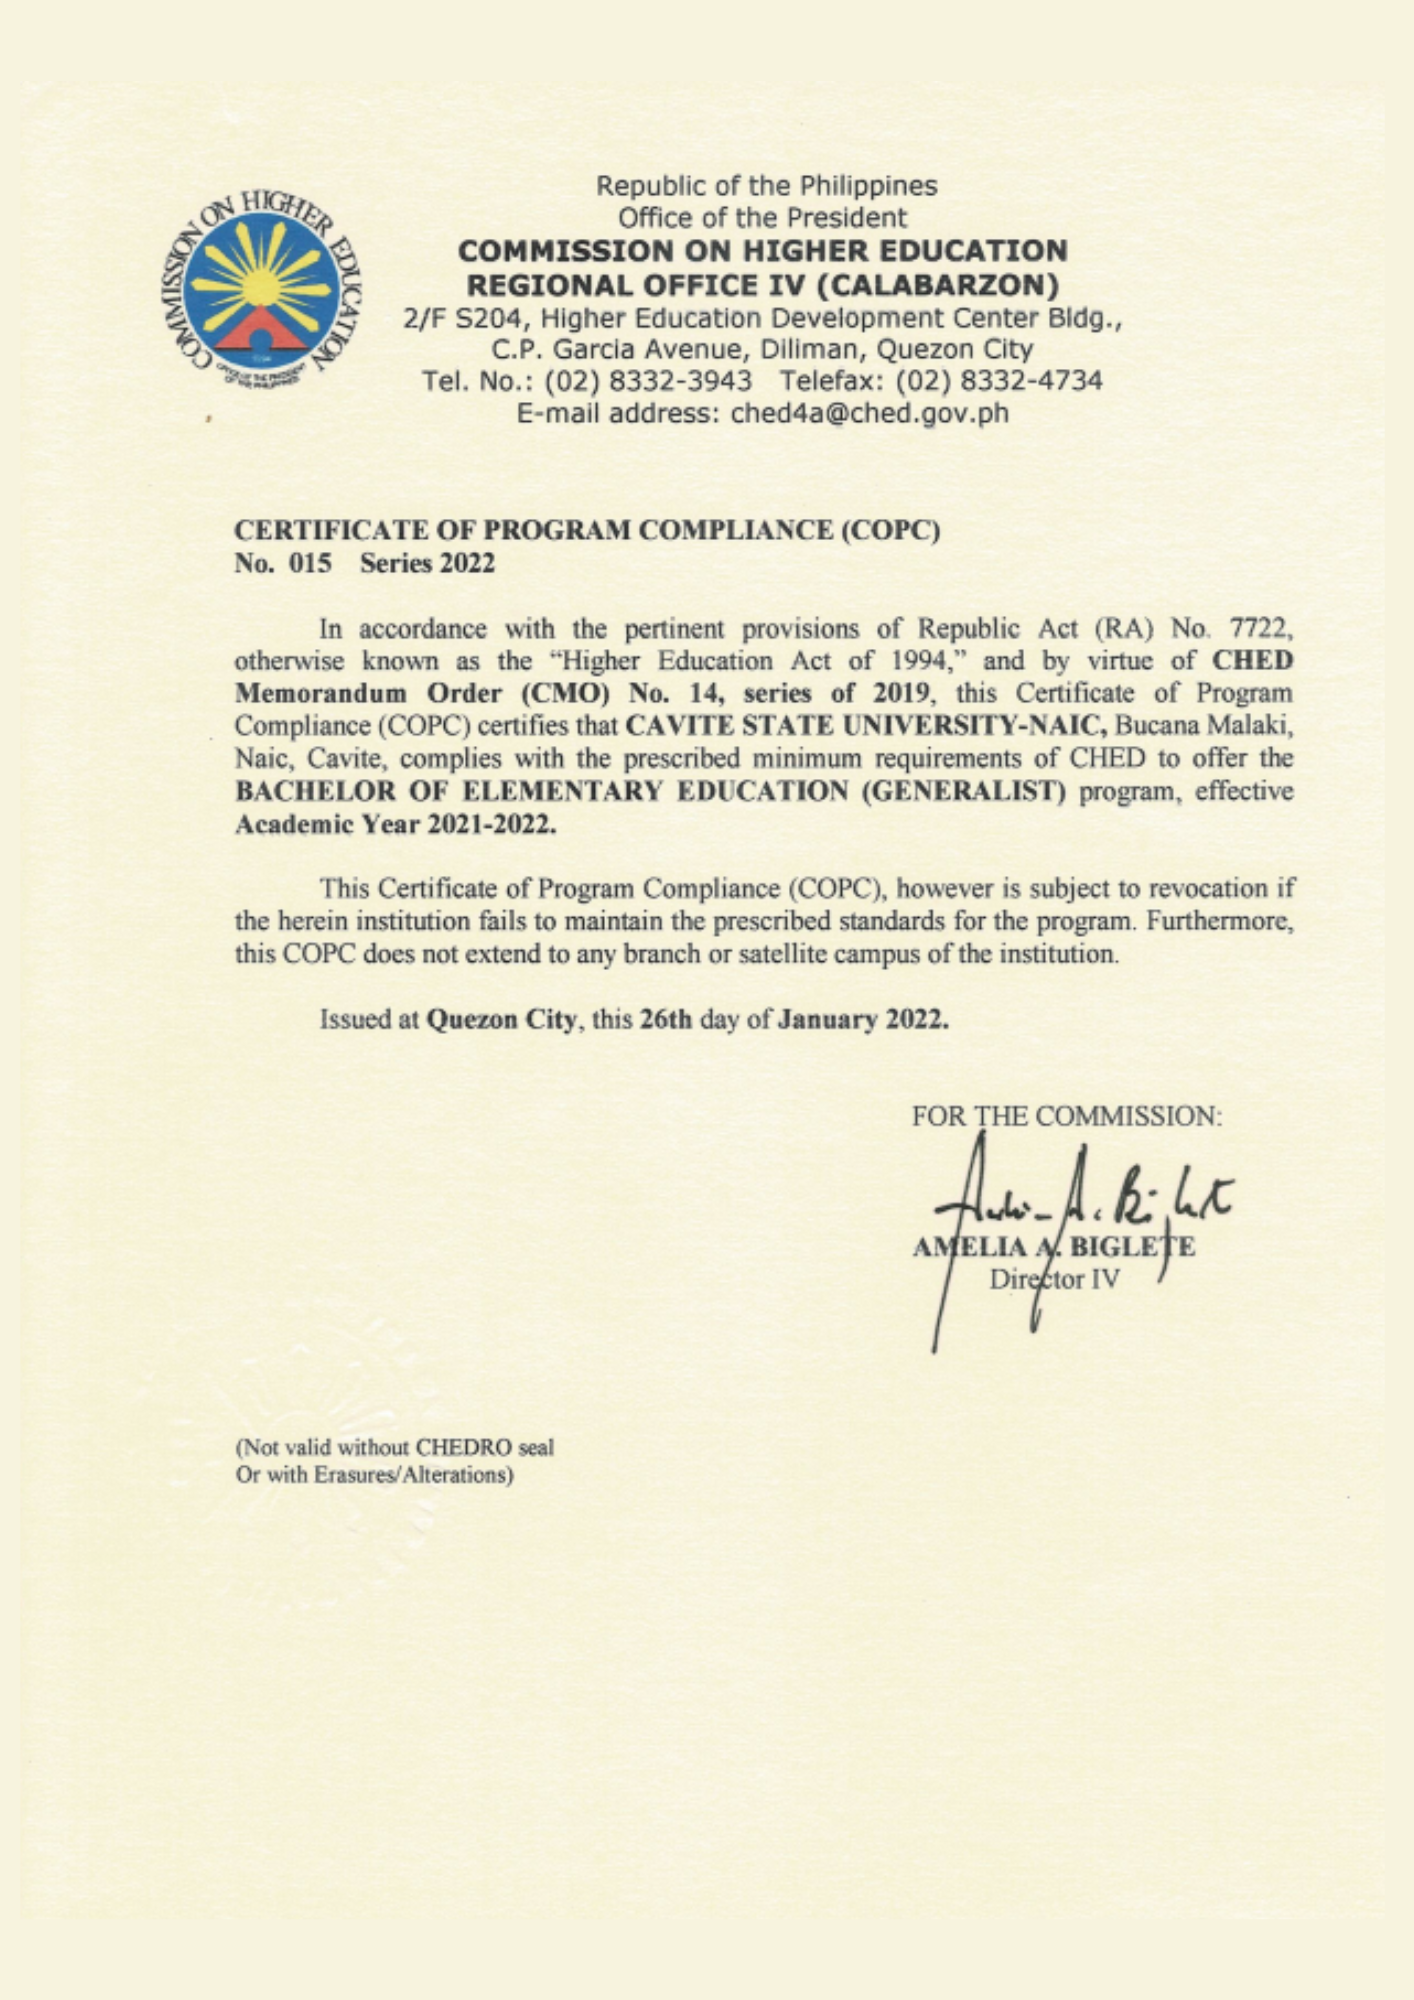 COMMISSION ON HIGHER EDUCATION
OFFICE OF THE PRESIDENT
OF THE PHILIPPINES
Republic of the Philippines
Office of the President
COMMISSION ON HIGHER EDUCATION
REGIONAL OFFICE IV (CALABARZON)
2/F S204, Higher Education Development Center Bldg.,
C.P. Garcia Avenue, Diliman, Quezon City
Tel. No.: (02) 8332-3943 Telefax: (02) 8332-4734
E-mail address: ched4a@ched.gov.ph
CERTIFICATE OF PROGRAM COMPLIANCE (COPC)
No. 015 Series 2022
In accordance with the pertinent provisions of Republic Act (RA) No. 7722,
otherwise known as the “Higher Education Act of 1994,” and by virtue of CHED
Memorandum Order (CMO) No. 14, series of 2019, this Certificate of Program
Compliance (COPC) certifies that CAVITE STATE UNIVERSITY-NAIC, Bucana Malaki,
Naic, Cavite, complies with the prescribed minimum requirements of CHED to offer the
BACHELOR OF ELEMENTARY EDUCATION (GENERALIST) program, effective
Academic Year 2021-2022.
This Certificate of Program Compliance (COPC), however is subject to revocation if
the herein institution fails to maintain the prescribed standards for the program. Furthermore,
this COPC does not extend to any branch or satellite campus of the institution.
Issued at Quezon City, this 26th day of January 2022.
FOR THE COMMISSION:
AMELIA A. BIGLETE
Director IV
(Not valid without CHEDRO seal
Or with Erasures/Alterations)